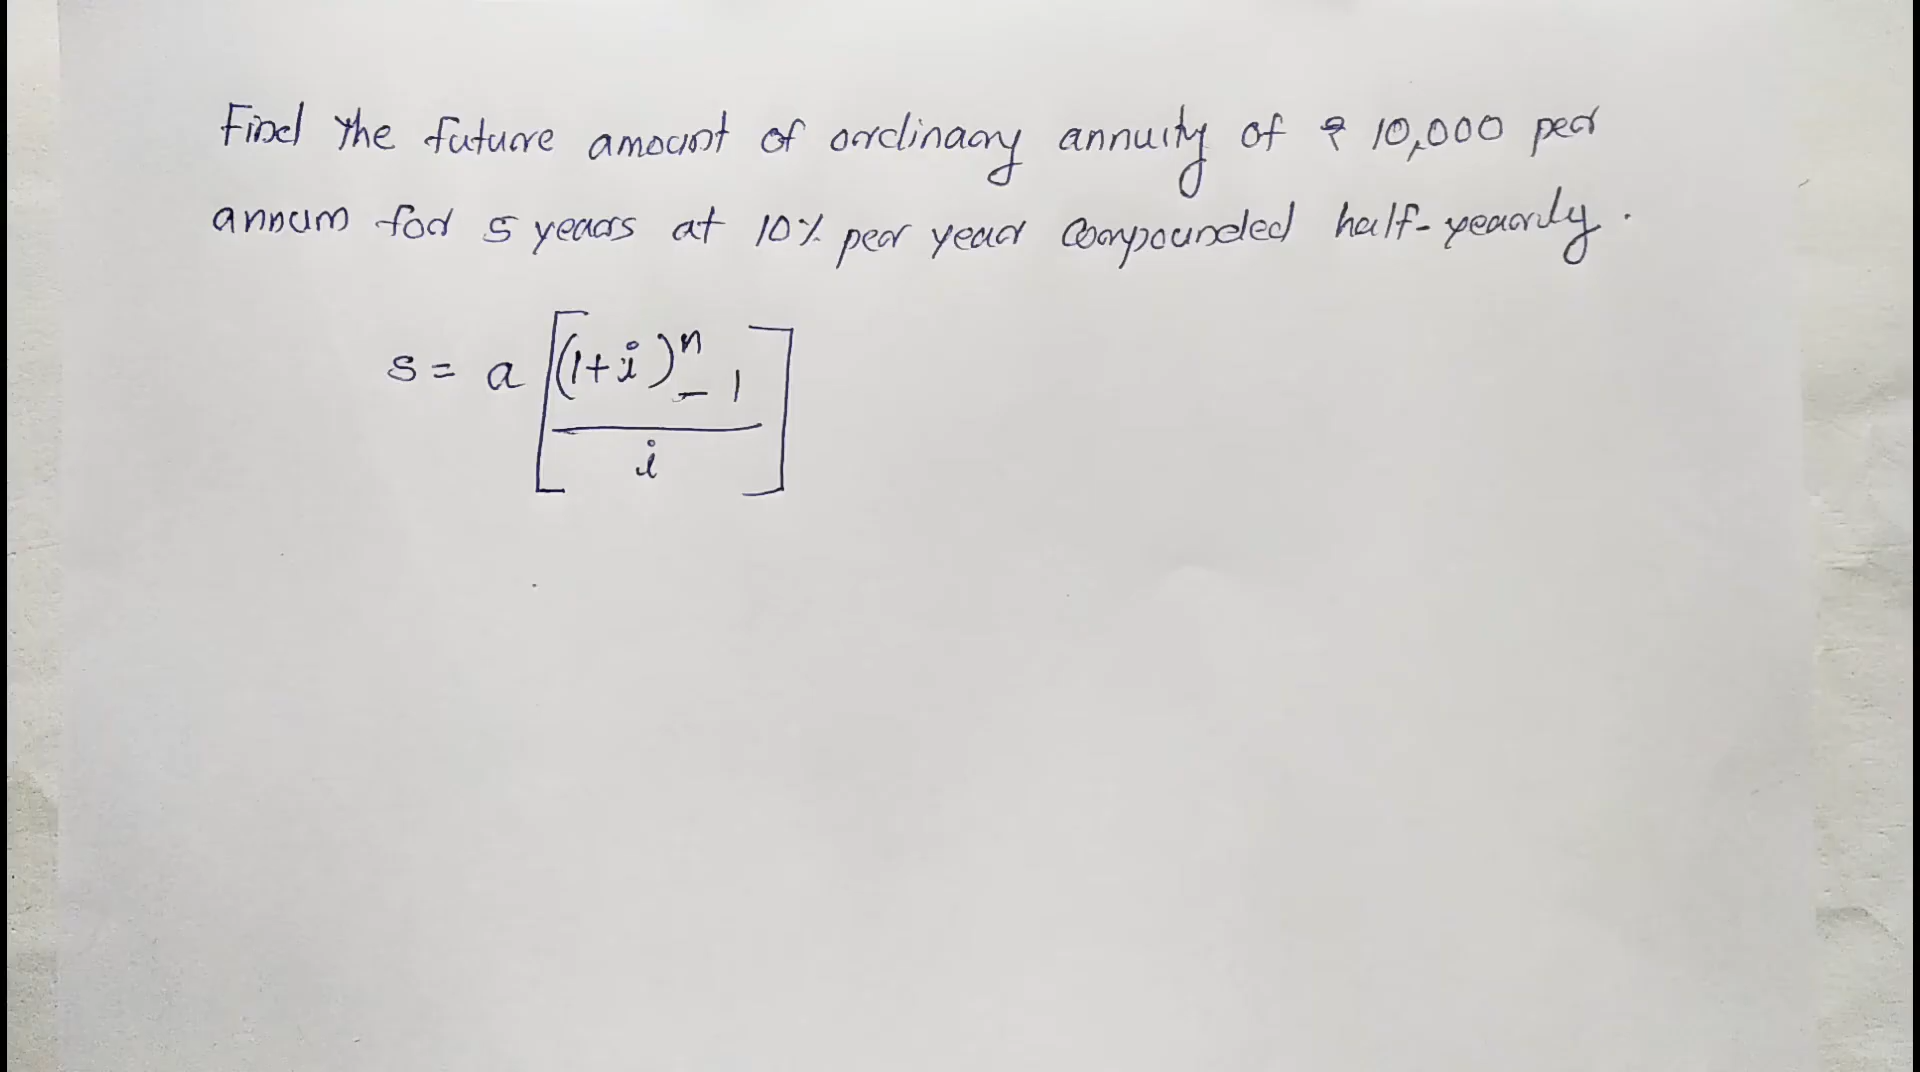 Find the future amount of ordinary annuity of ₹ 10,000 per
annum for 5 years at 10% per year compounded half-yearly.
s = a [((1+i)^n - 1) / i]